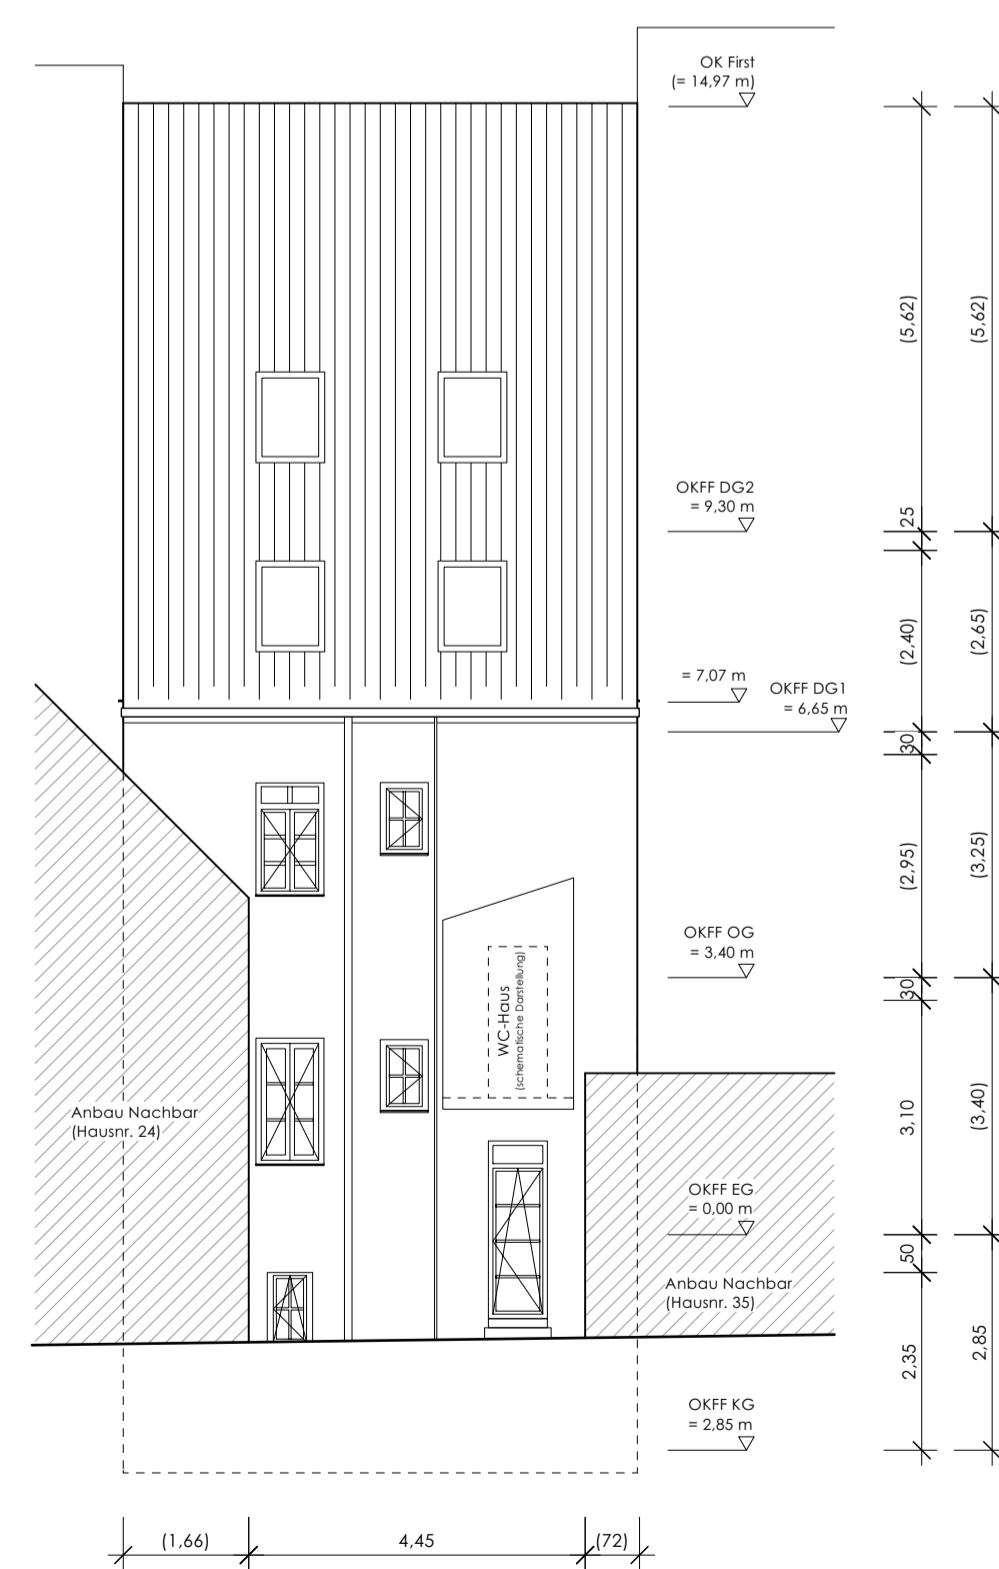 OK First
(= 14,97 m)
(5,62)
(5,62)
OKFF DG2
= 9,30 m
25
(2,40)
(2,65)
= 7,07 m
OKFF DG1
= 6,65 m
30
(2,95)
(3,25)
OKFF OG
= 3,40 m
30
WC-Haus
(schematische Darstellung)
Anbau Nachbar
(Hausnr. 24)
3,10
(3,40)
OKFF EG
= 0,00 m
50
Anbau Nachbar
(Hausnr. 35)
2,35
2,85
OKFF KG
= 2,85 m
(1,66)
4,45
(72)